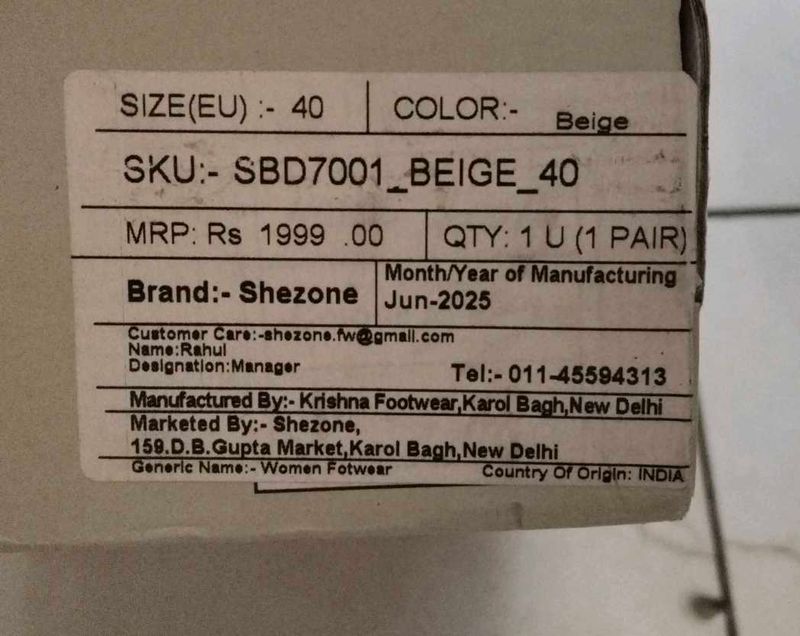 SIZE(EU) :- 40 COLOR:- Beige
SKU:- SBD7001_BEIGE_40
MRP: Rs 1999 .00 QTY: 1 U (1 PAIR)
Brand:- Shezone
Month/Year of Manufacturing
Jun-2025
Customer Care:-shezone.fw@gmail.com
Name:Rahul
Designation:Manager
Tel:- 011-45594313
Manufactured By:- Krishna Footwear,Karol Bagh,New Delhi
Marketed By:- Shezone,
159.D.B.Gupta Market,Karol Bagh,New Delhi
Generic Name:- Women Fotwear Country Of Origin: INDIA